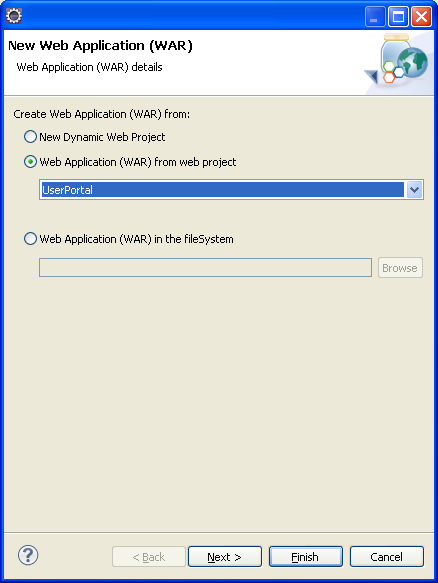 New Web Application (WAR)
Web Application (WAR) details
Create Web Application (WAR) from:
New Dynamic Web Project
Web Application (WAR) from web project
UserPortal
Web Application (WAR) in the fileSystem
Browse
?
< Back
Next >
Finish
Cancel